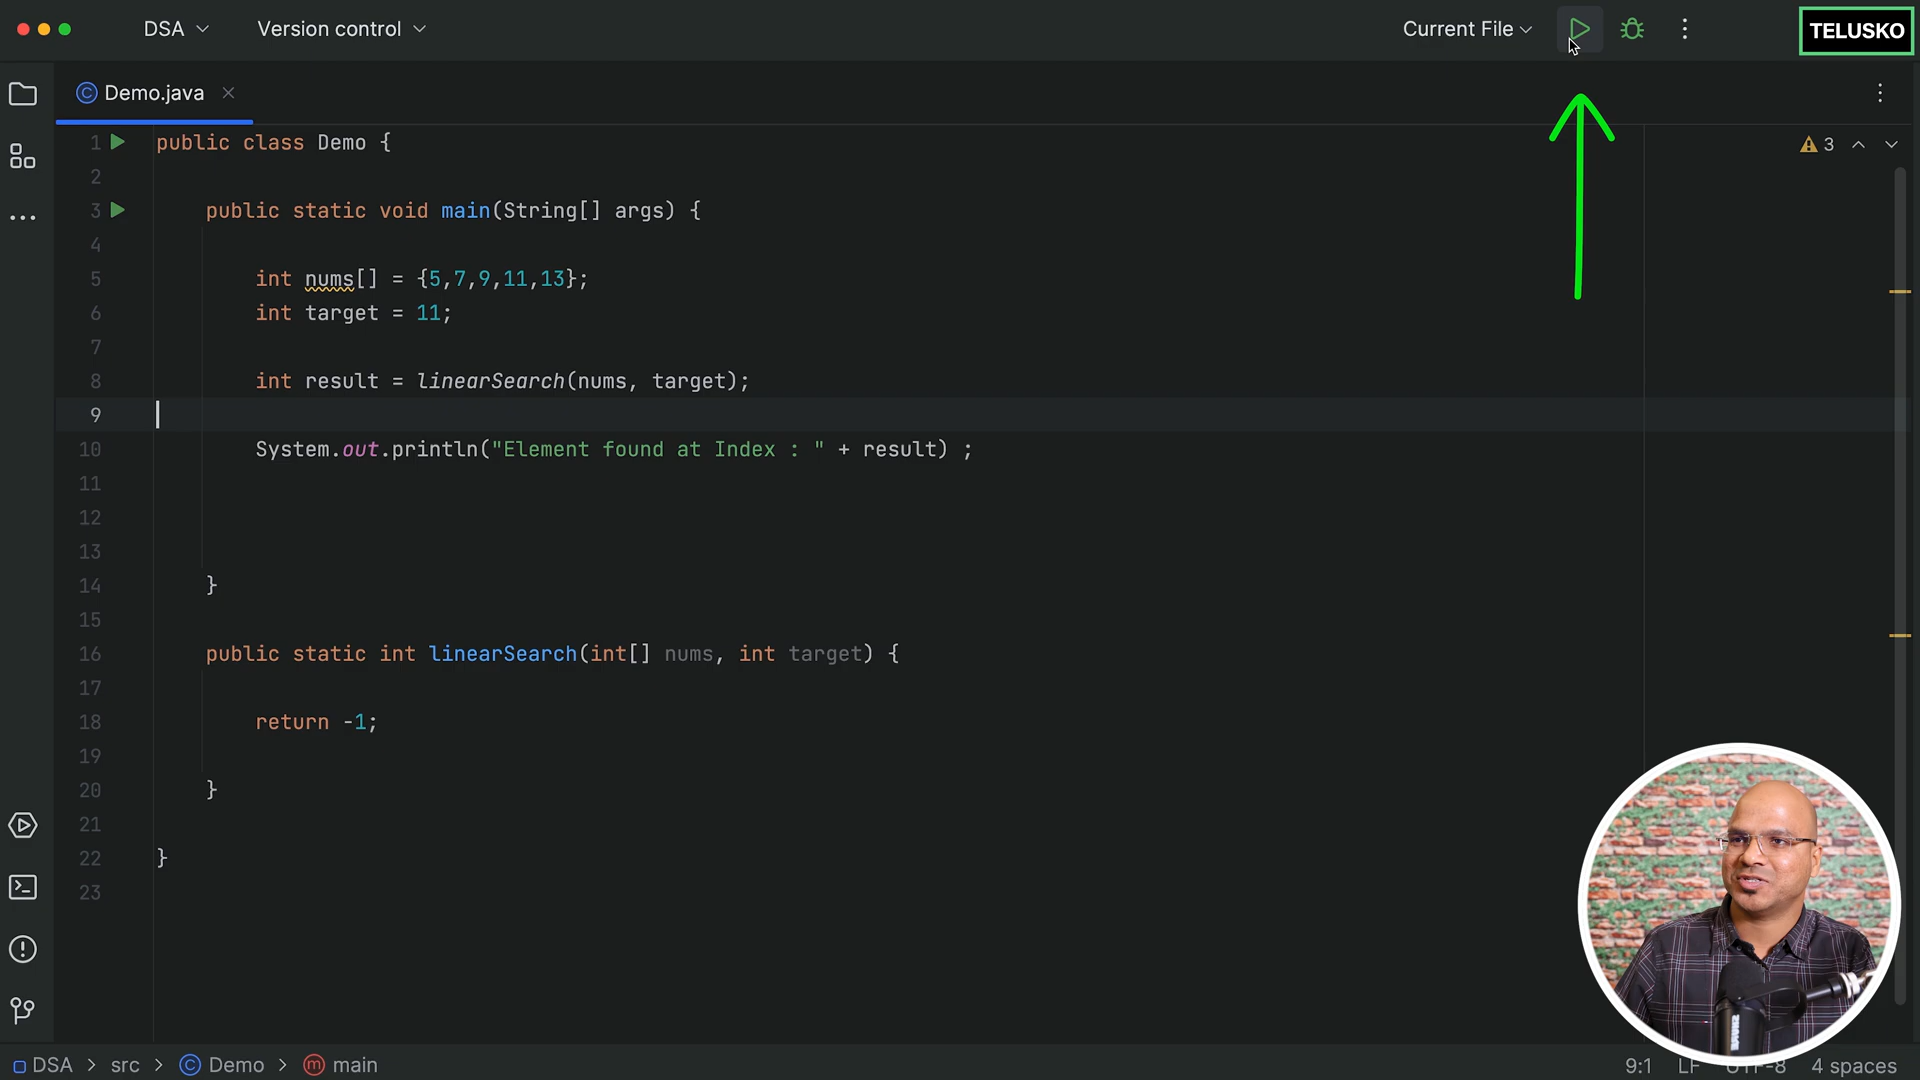 DSA
Version control
Current File
TELUSKO
Demo.java
3
1 public class Demo {
2
3 public static void main(String[] args) {
4
5 int nums[] = {5,7,9,11,13};
6 int target = 11;
7
8 int result = linearSearch(nums, target);
9
10 System.out.println("Element found at Index : " + result) ;
11
12
13
14 }
15
16 public static int linearSearch(int[] nums, int target) {
17
18 return -1;
19
20 }
21
22 }
23
DSA > src > Demo > main
9:1 LF UTF-8 4 spaces